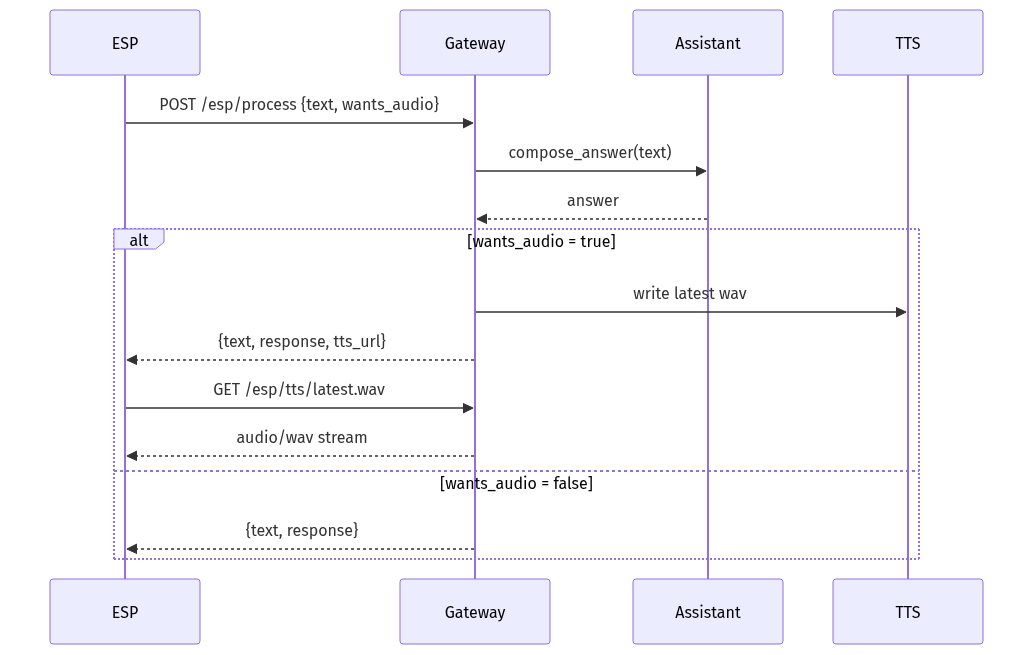 ESP
Gateway
Assistant
TTS
POST /esp/process {text, wants_audio}
compose_answer(text)
answer
alt
[wants_audio = true]
write latest wav
{text, response, tts_url}
GET /esp/tts/latest.wav
audio/wav stream
[wants_audio = false]
{text, response}
ESP
Gateway
Assistant
TTS